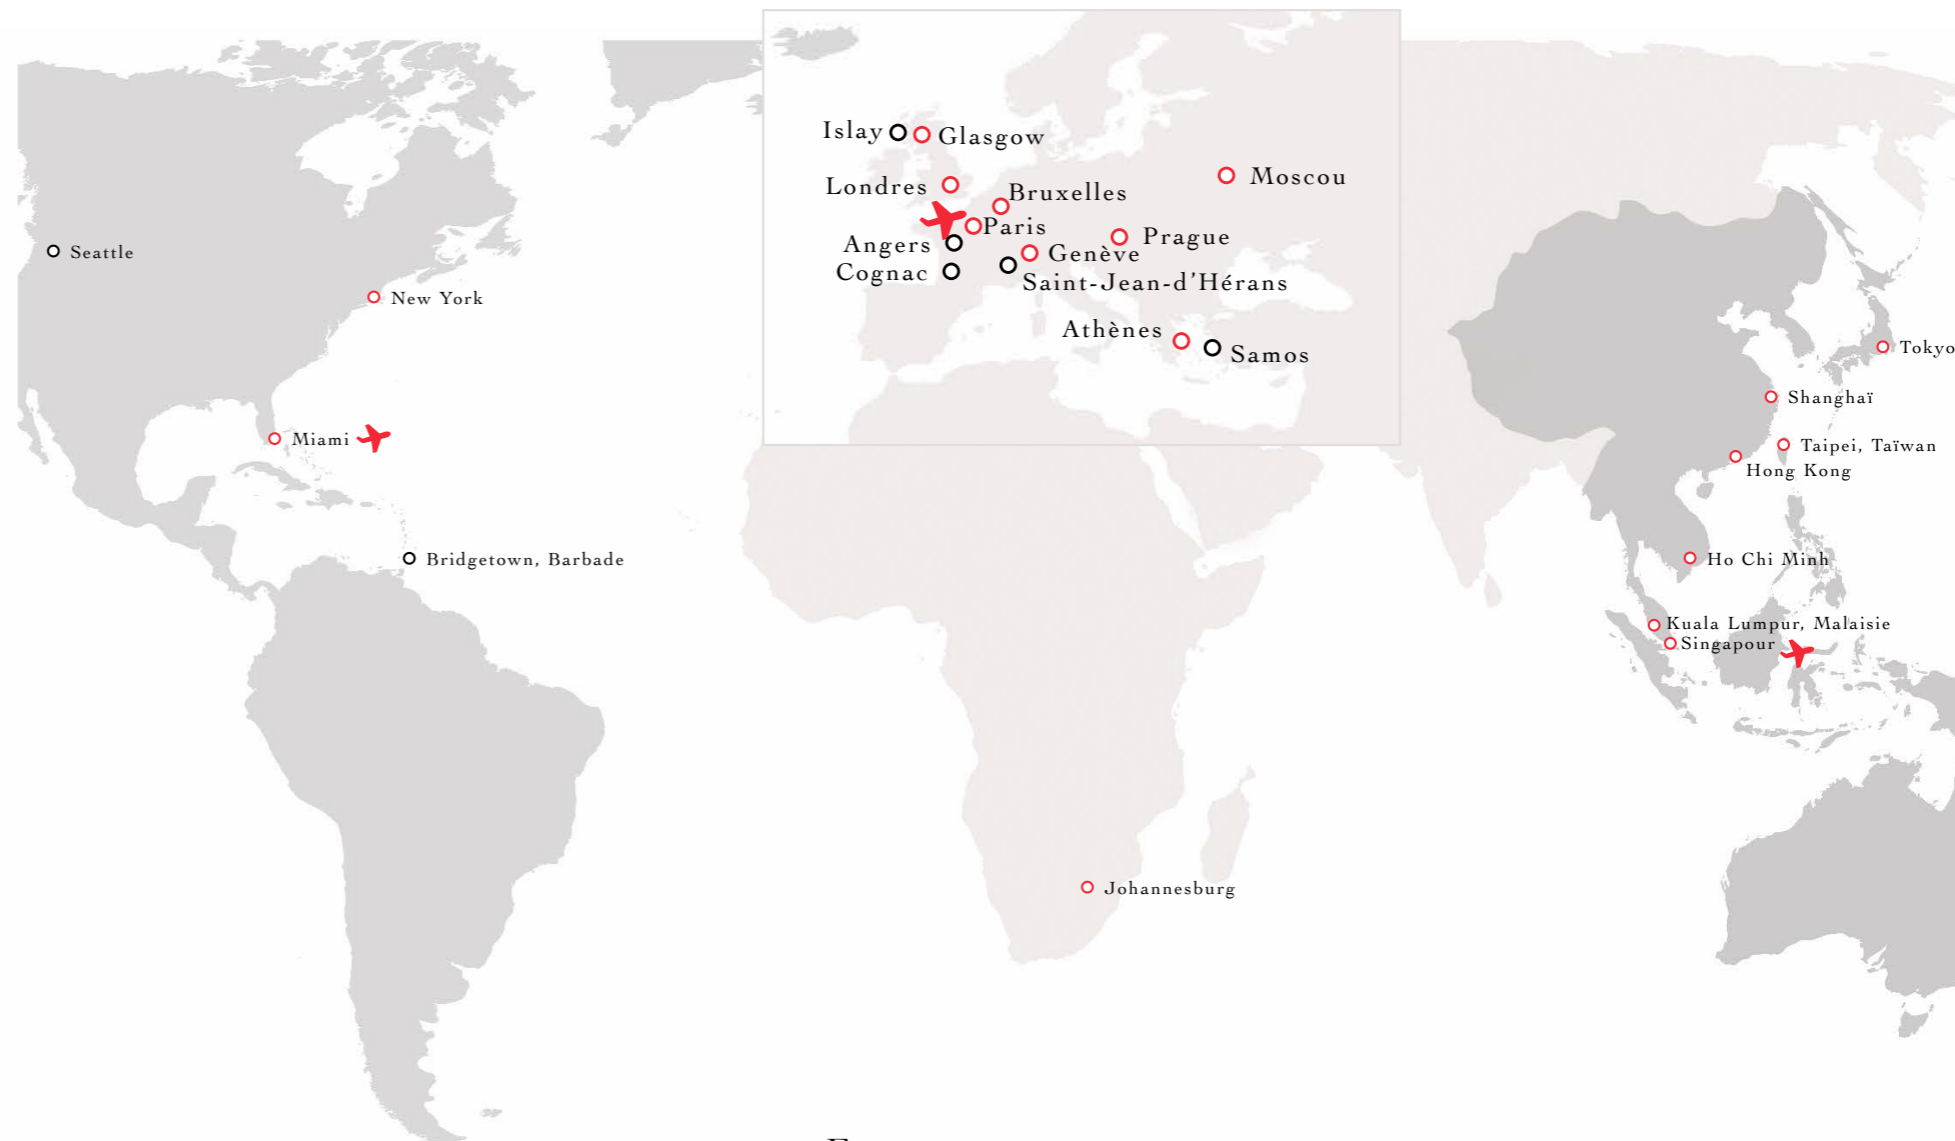 Islay
Glasgow
Londres
Bruxelles
Moscou
Paris
Angers
Prague
Genève
Cognac
Saint-Jean-d'Hérans
Athènes
Samos
Seattle
New York
Miami
Bridgetown, Barbade
Tokyo
Shanghaï
Taipei, Taïwan
Hong Kong
Ho Chi Minh
Kuala Lumpur, Malaisie
Singapour
Johannesburg